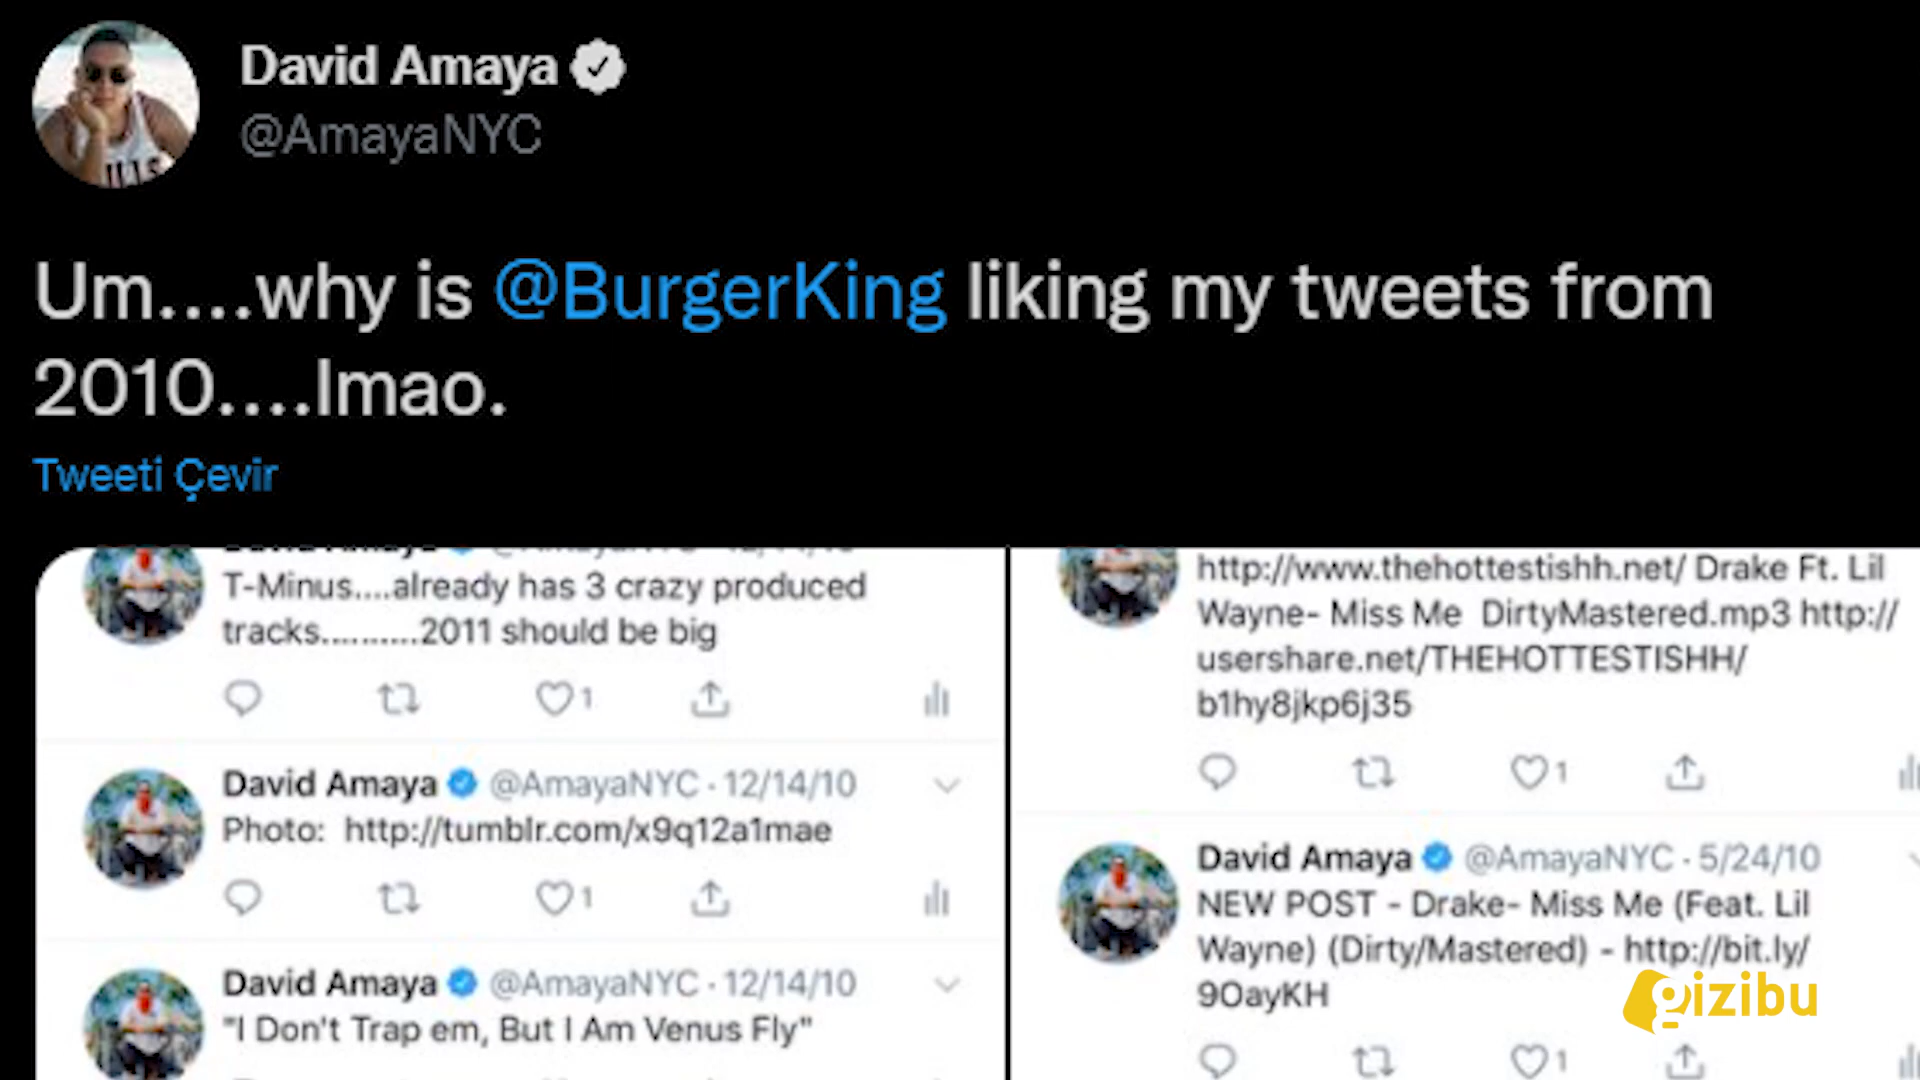 David Amaya
@AmayaNYC
Um....why is @BurgerKing liking my tweets from
2010....lmao.
Tweeti Çevir
T-Minus....already has 3 crazy produced
tracks..........2011 should be big
1
David Amaya @AmayaNYC · 12/14/10
Photo: http://tumblr.com/x9q12a1mae
1
David Amaya @AmayaNYC · 12/14/10
"I Don't Trap em, But I Am Venus Fly"
http://www.thehottestishh.net/ Drake Ft. Lil
Wayne- Miss Me DirtyMastered.mp3 http://
usershare.net/THEHOTTESTISHH/
b1hy8jkp6j35
1
David Amaya @AmayaNYC · 5/24/10
NEW POST - Drake- Miss Me (Feat. Lil
Wayne) (Dirty/Mastered) - http://bit.ly/
9OayKH
1
gizibu